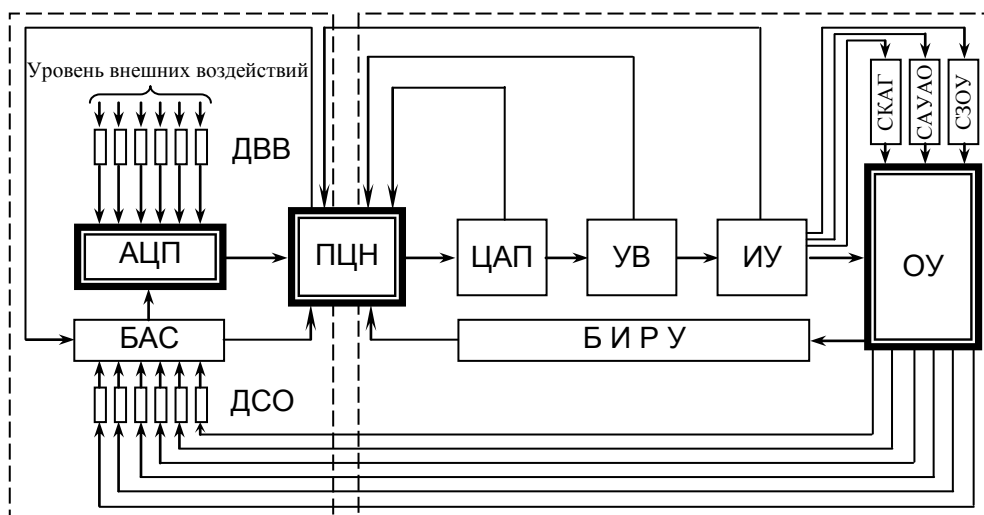 Уровень внешних воздействий
ДВВ
СКАГ
САУАО
СЗОУ
АЦП
ПЦН
ЦАП
УВ
ИУ
ОУ
БАС
Б И Р У
ДСО